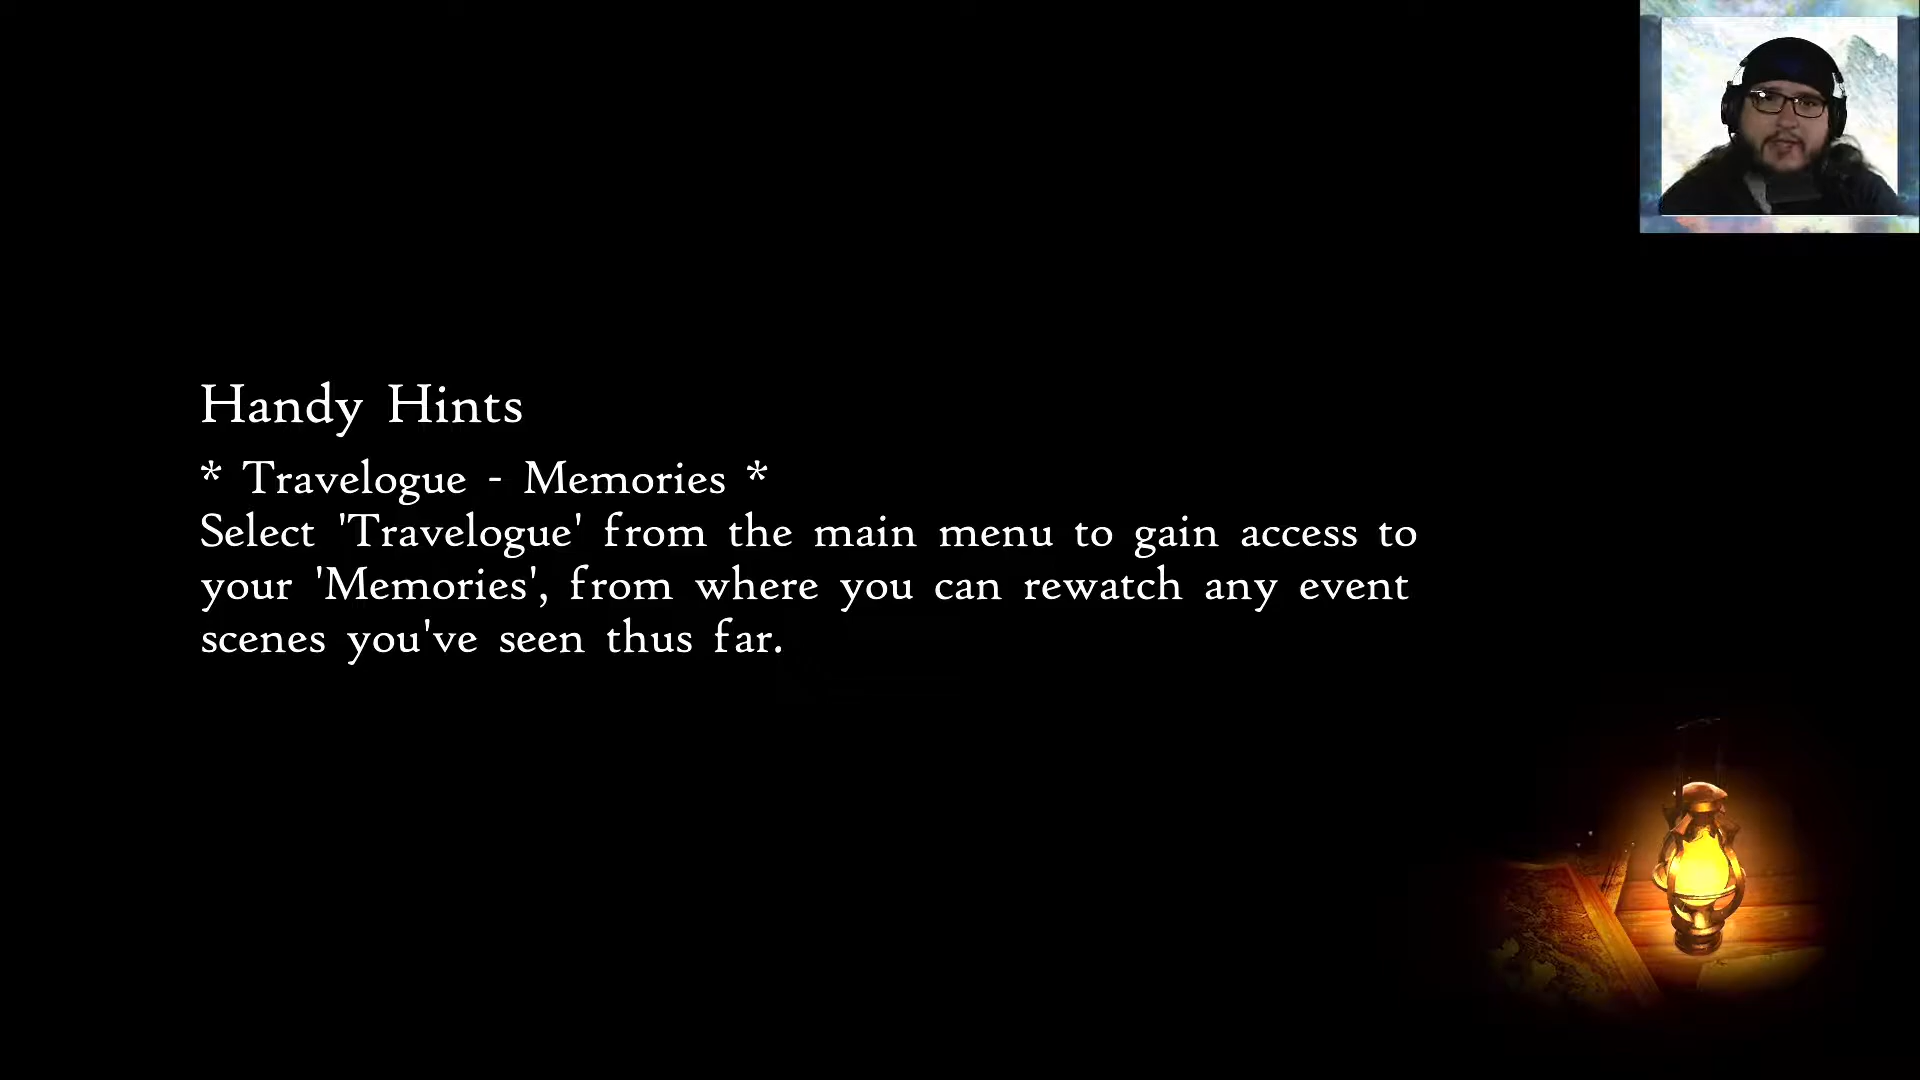 Handy Hints
* Travelogue - Memories *
Select 'Travelogue' from the main menu to gain access to
your 'Memories', from where you can rewatch any event
scenes you've seen thus far.